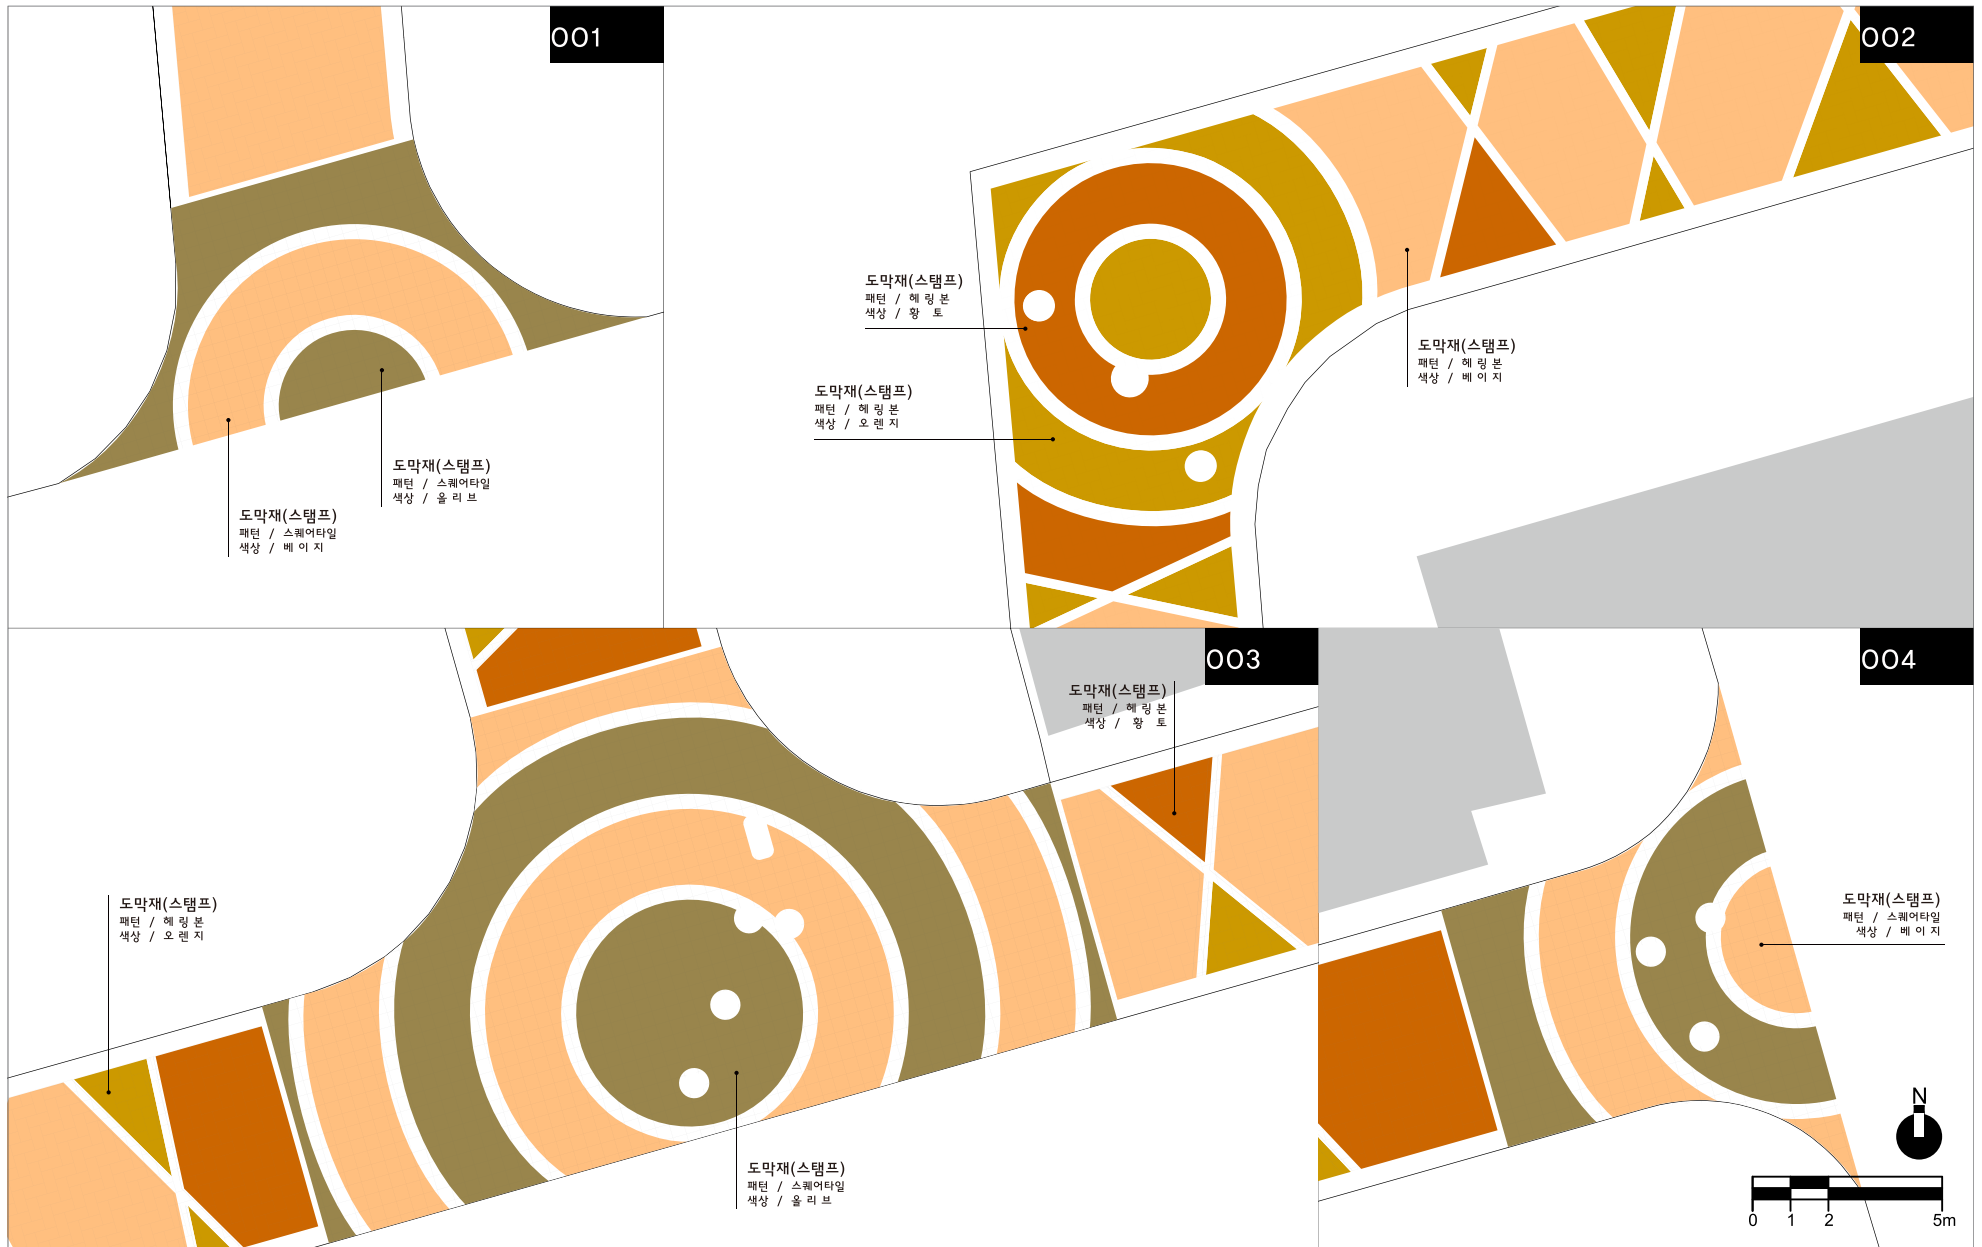 001
도막재(스탬프)
패턴 / 스퀘어타일
색상 / 올 리 브
도막재(스탬프)
패턴 / 스퀘어타일
색상 / 베 이 지
002
도막재(스탬프)
패턴 / 헤 링 본
색상 / 황 토
도막재(스탬프)
패턴 / 헤 링 본
색상 / 베 이 지
도막재(스탬프)
패턴 / 헤 링 본
색상 / 오 렌 지
003
도막재(스탬프)
패턴 / 헤 링 본
색상 / 황 토
도막재(스탬프)
패턴 / 헤 링 본
색상 / 오 렌 지
도막재(스탬프)
패턴 / 스퀘어타일
색상 / 올 리 브
004
도막재(스탬프)
패턴 / 스퀘어타일
색상 / 베 이 지
N
0 1 2 5m